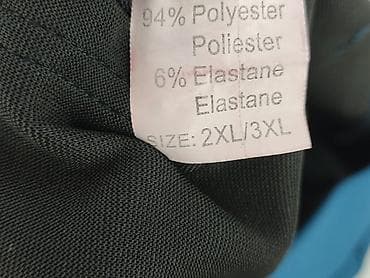 94% Polyester
Poliester
6% Elastane
Elastane
SIZE: 2XL/3XL